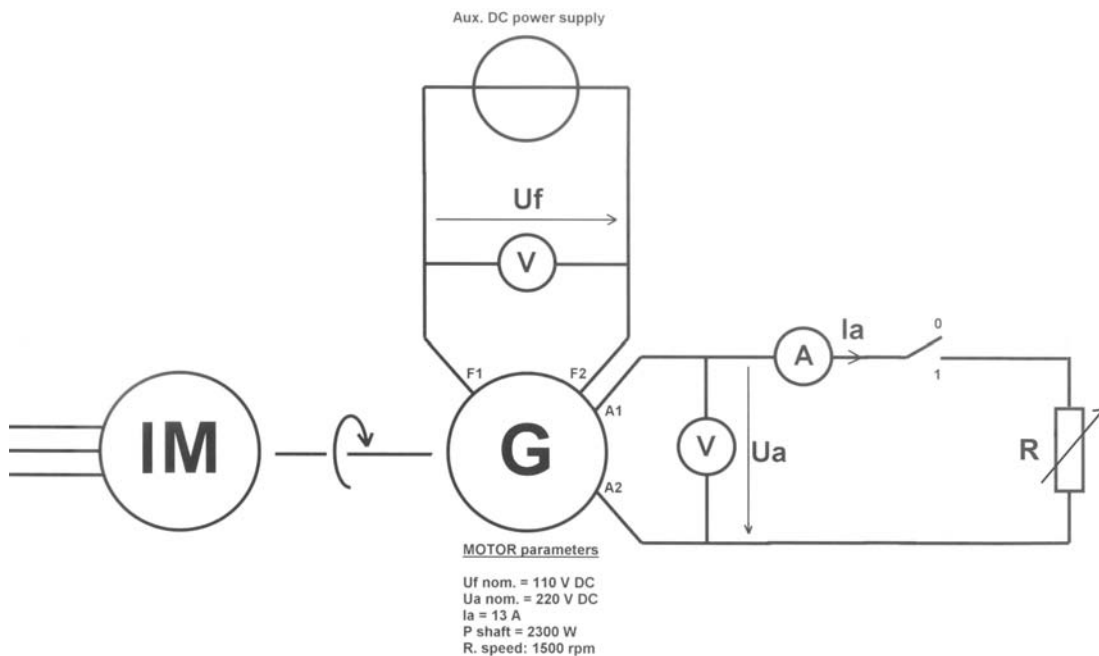 Aux. DC power supply
Uf
V
F1
F2
A1
A2
IM
G
V
Ua
A
Ia
0
1
R
MOTOR parameters
Uf nom. = 110 V DC
Ua nom. = 220 V DC
Ia = 13 A
P shaft = 2300 W
R. speed: 1500 rpm